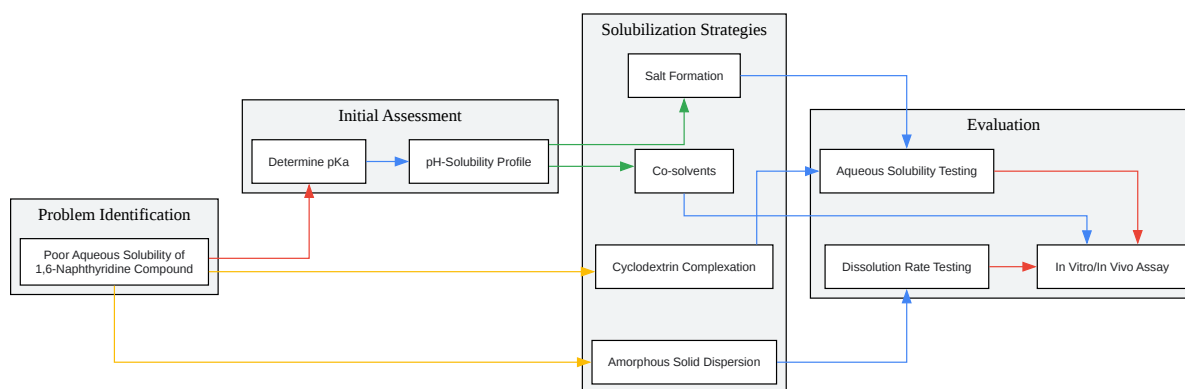 Problem Identification
Poor Aqueous Solubility of
1,6-Naphthyridine Compound
Initial Assessment
Determine pKa
pH-Solubility Profile
Solubilization Strategies
Salt Formation
Co-solvents
Cyclodextrin Complexation
Amorphous Solid Dispersion
Evaluation
Aqueous Solubility Testing
Dissolution Rate Testing
In Vitro/In Vivo Assay